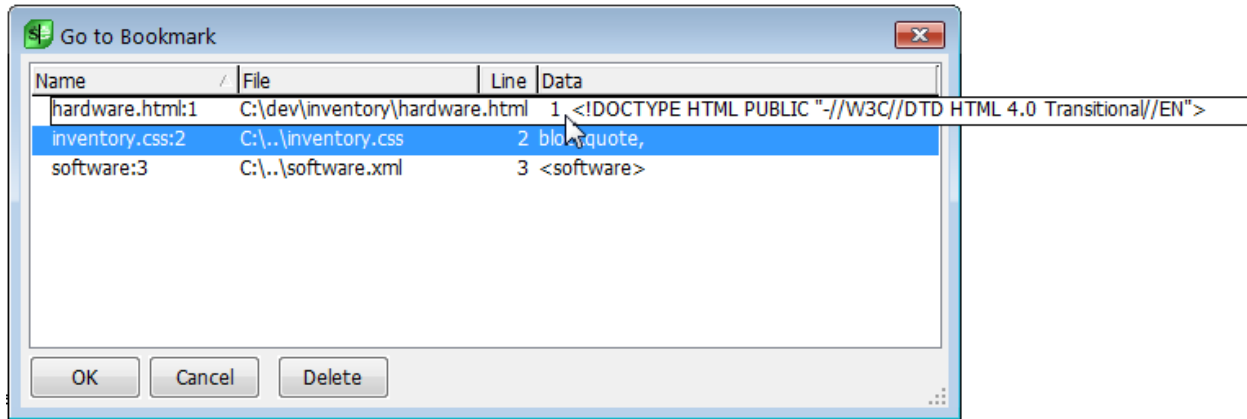 Go to Bookmark
Name / File Line Data
hardware.html:1 C:\dev\inventory\hardware.html 1 <!DOCTYPE HTML PUBLIC "-//W3C//DTD HTML 4.0 Transitional//EN">
inventory.css:2 C:\..\inventory.css 2 blockquote,
software:3 C:\..\software.xml 3 <software>
OK Cancel Delete